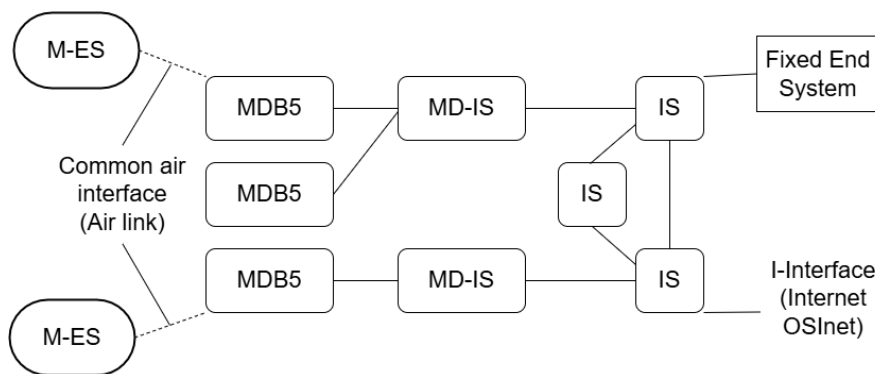 M-ES
Fixed End
System
MDB5
MD-IS
IS
Common air
interface
(Air link)
MDB5
IS
MDB5
MD-IS
IS
I-Interface
(Internet
OSInet)
M-ES